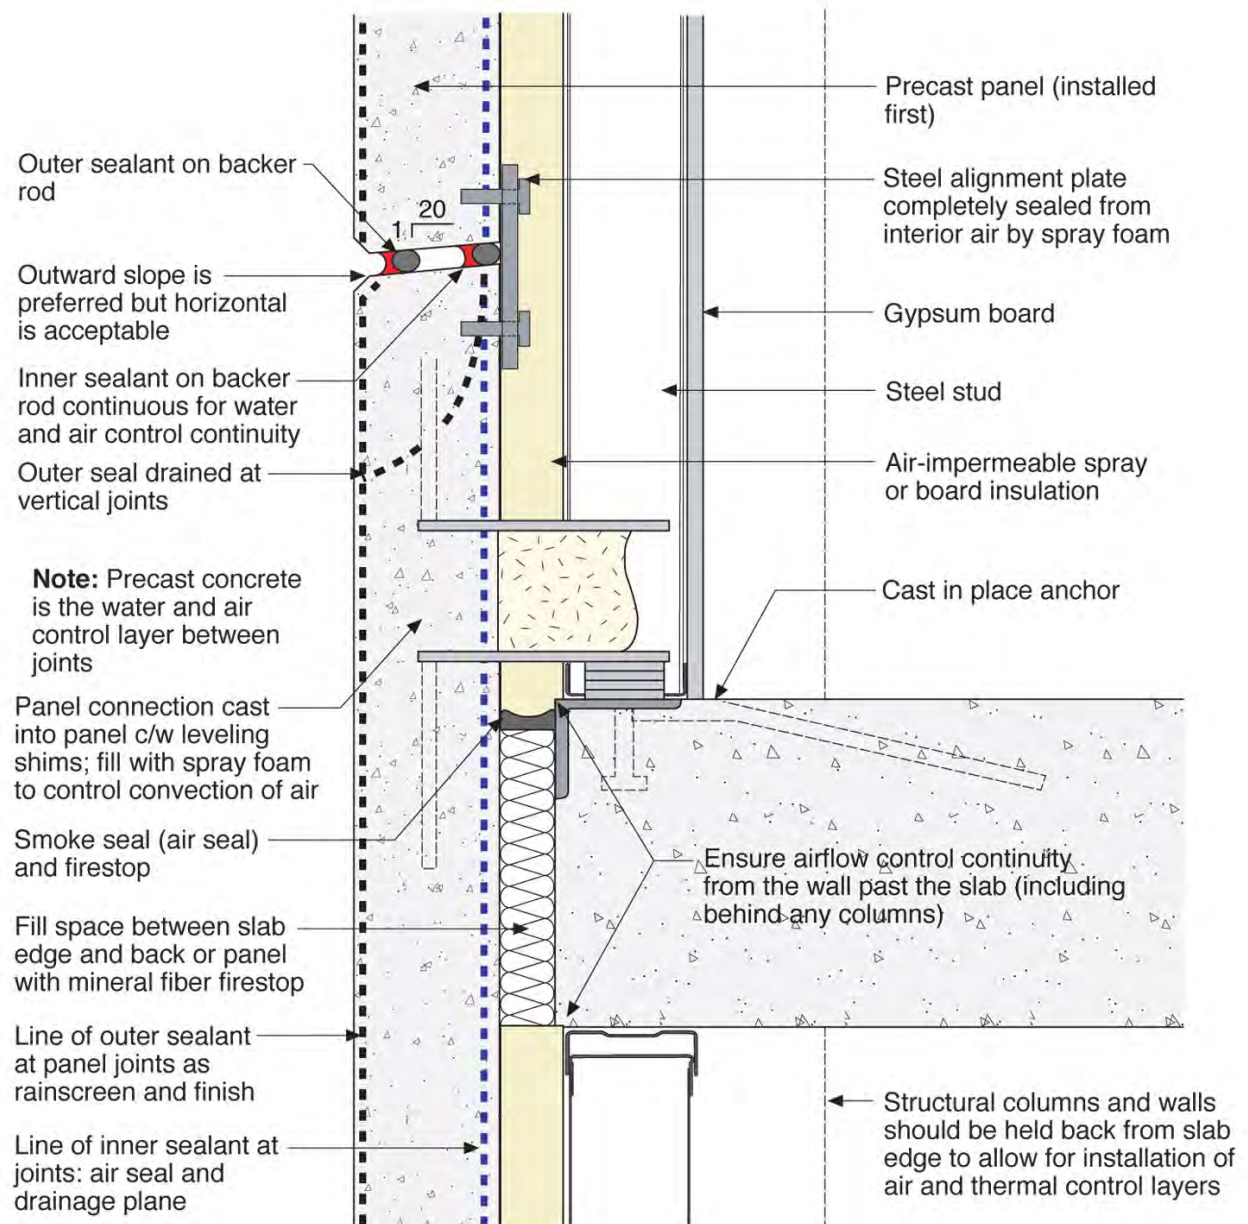 Precast panel (installed
first)
Outer sealant on backer
rod
Steel alignment plate
completely sealed from
interior air by spray foam
20
1
Outward slope is
preferred but horizontal
is acceptable
Gypsum board
Inner sealant on backer
rod continuous for water
and air control continuity
Steel stud
Outer seal drained at
vertical joints
Air-impermeable spray
or board insulation
Note: Precast concrete
is the water and air
control layer between
joints
Cast in place anchor
Panel connection cast
into panel c/w leveling
shims; fill with spray foam
to control convection of air
Smoke seal (air seal)
and firestop
Ensure airflow control continuity
from the wall past the slab (including
behind any columns)
Fill space between slab
edge and back or panel
with mineral fiber firestop
Line of outer sealant
at panel joints as
rainscreen and finish
Structural columns and walls
should be held back from slab
edge to allow for installation of
air and thermal control layers
Line of inner sealant at
joints: air seal and
drainage plane